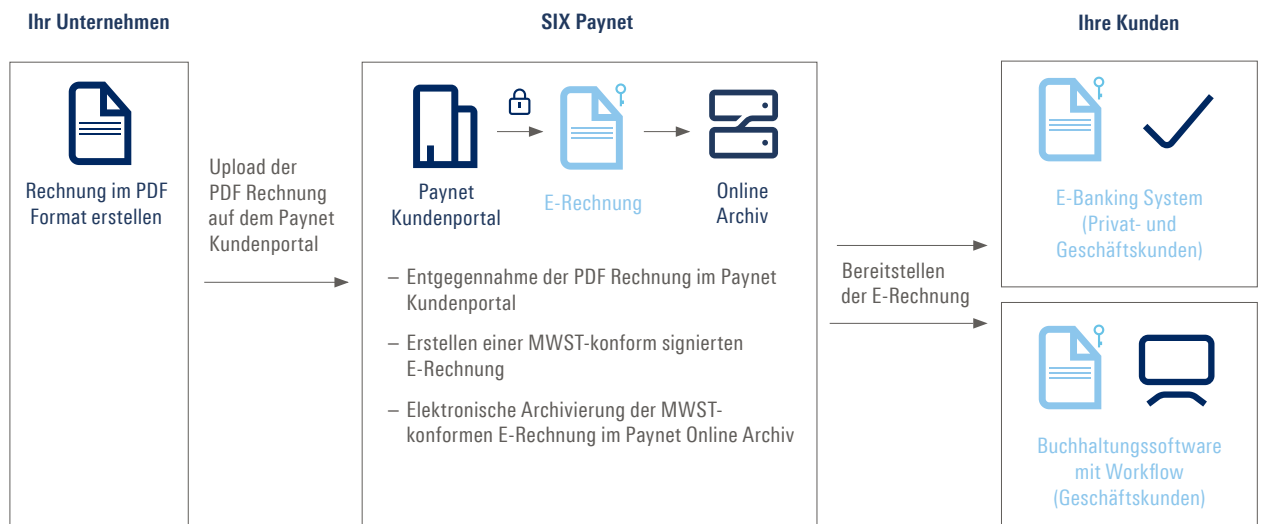 Ihr Unternehmen
SIX Paynet
Ihre Kunden
Rechnung im PDF
Format erstellen
Upload der
PDF Rechnung
auf dem Paynet
Kundenportal
Paynet
Kundenportal
E-Rechnung
Online
Archiv
– Entgegennahme der PDF Rechnung im Paynet
Kundenportal
– Erstellen einer MWST-konform signierten
E-Rechnung
– Elektronische Archivierung der MWST-
konformen E-Rechnung im Paynet Online Archiv
Bereitstellen
der E-Rechnung
E-Banking System
(Privat- und
Geschäftskunden)
Buchhaltungssoftware
mit Workflow
(Geschäftskunden)